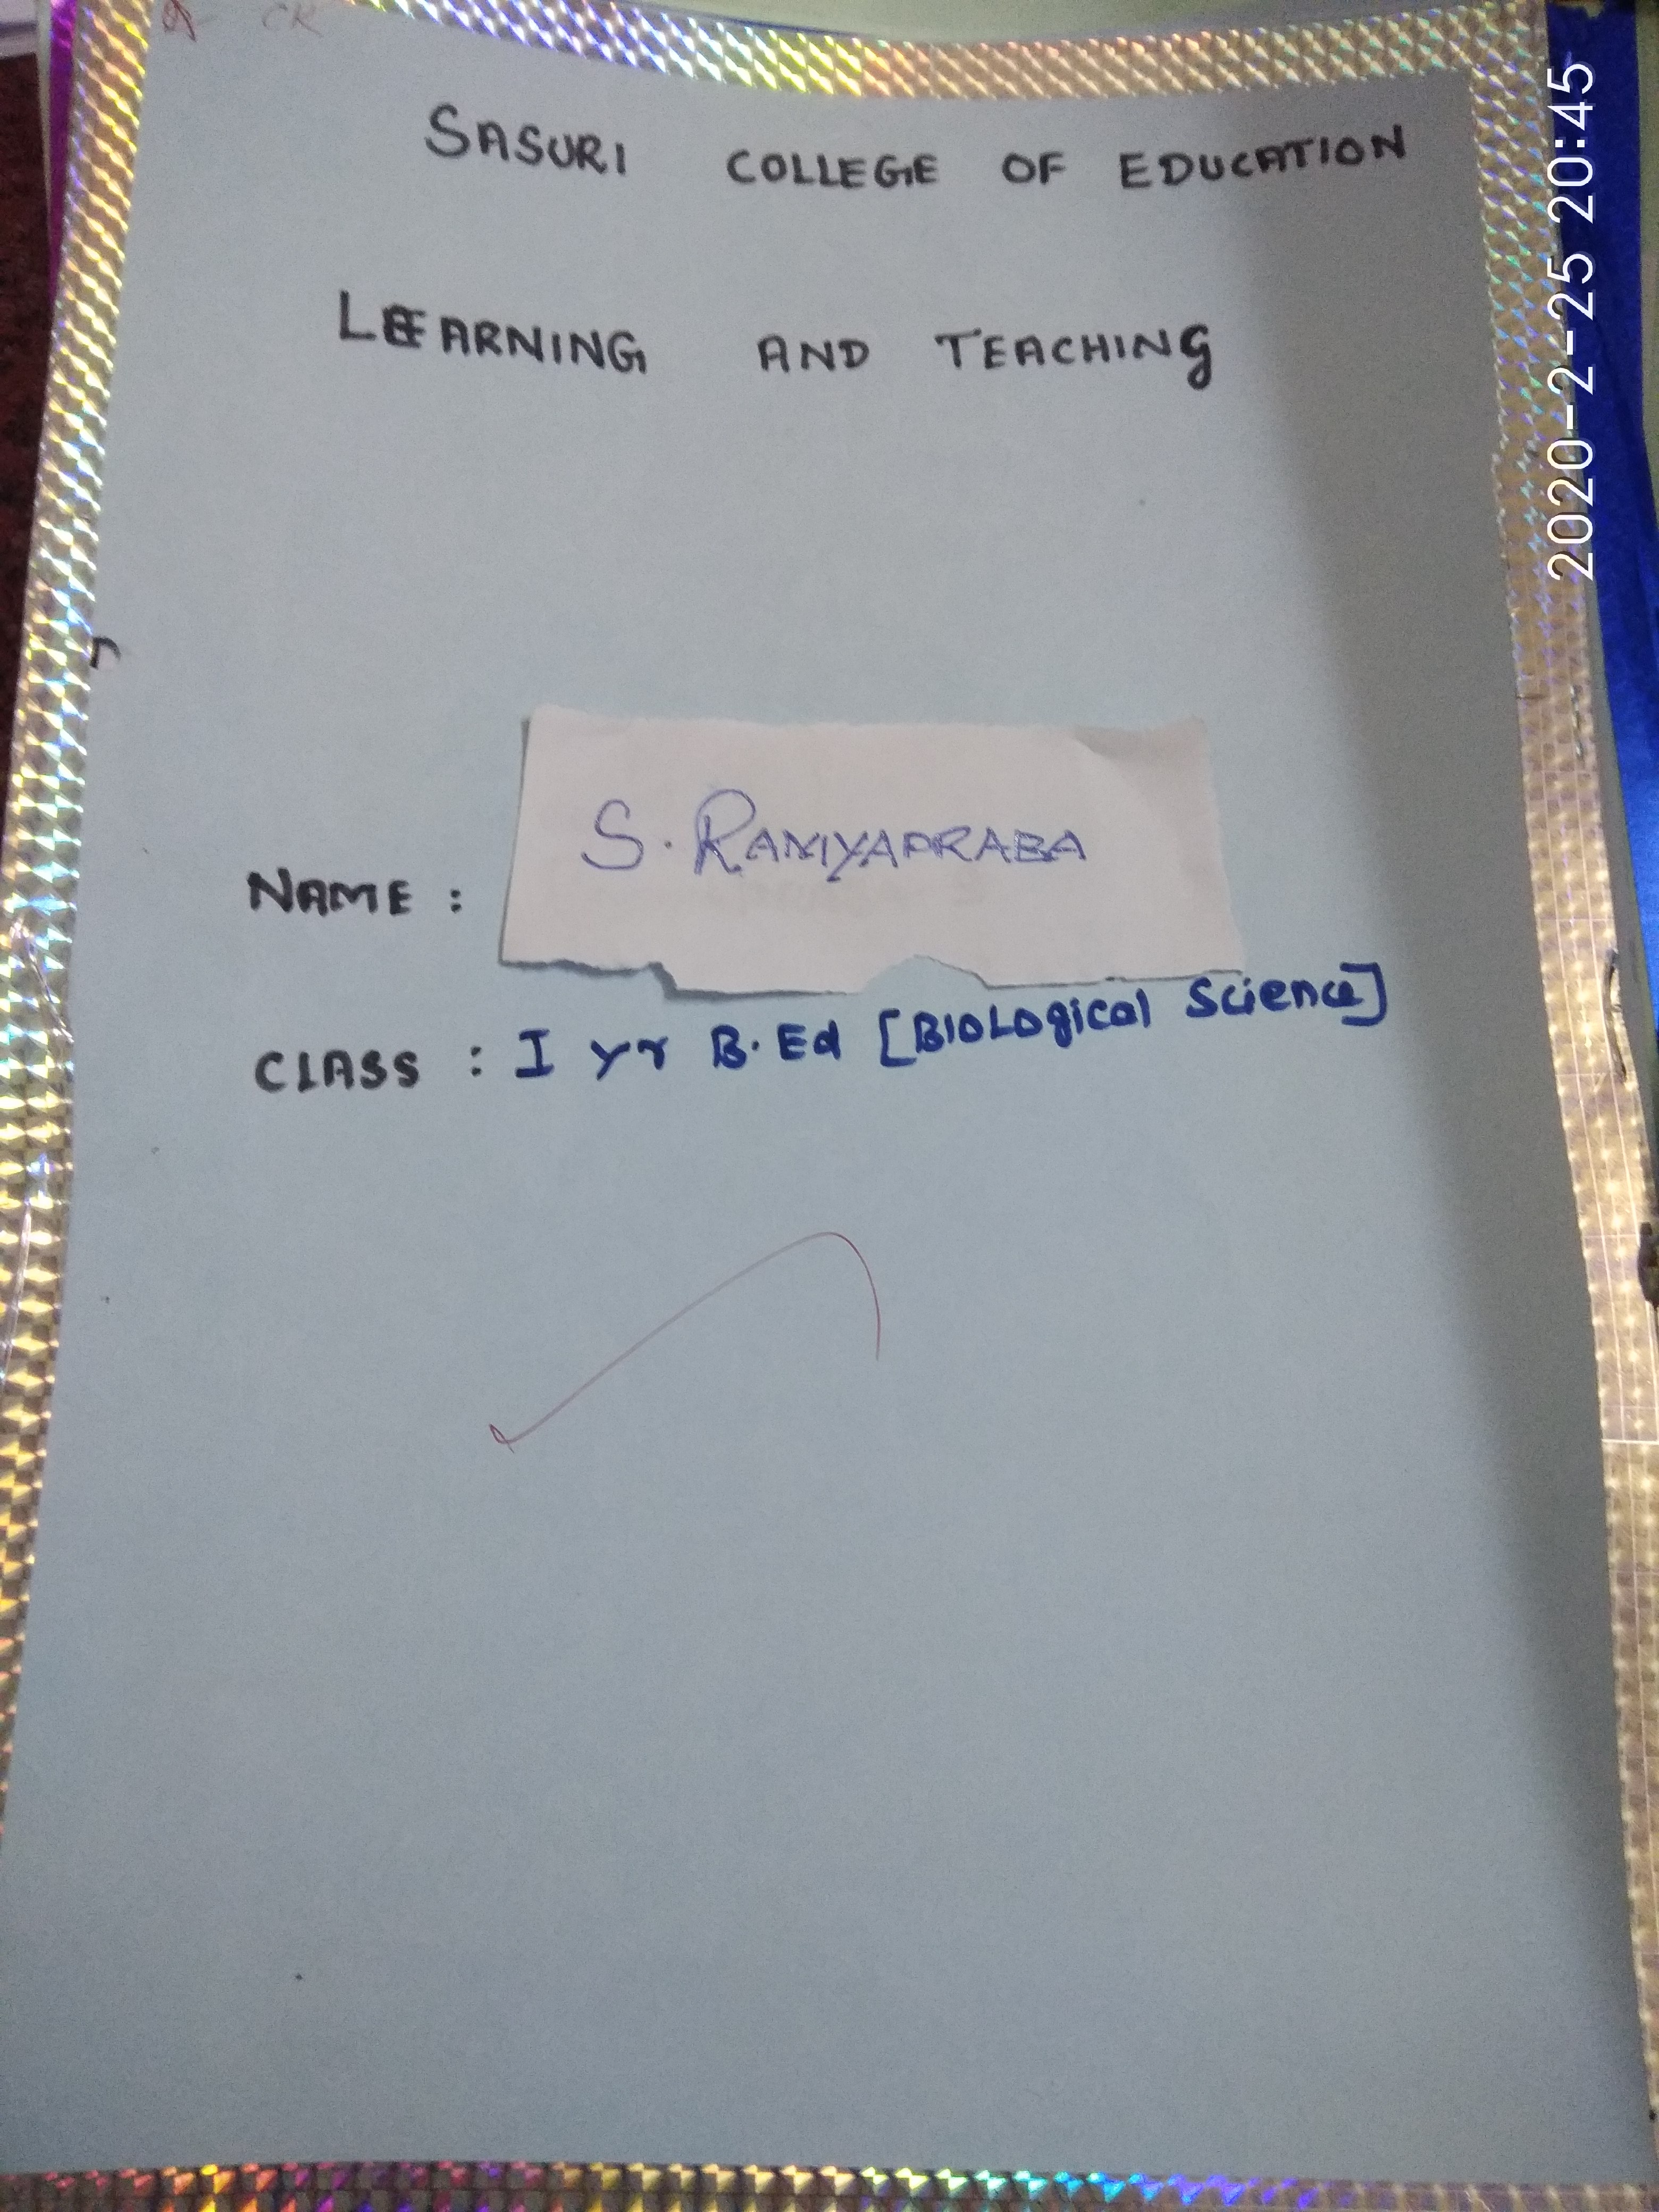 SASURI COLLEGE OF EDUCATION
LEARNING AND TEACHING
S. RAMYAPRABA
NAME :
CLASS : I yr B.Ed [BIOLogical Science]
2020-2-25 20:45